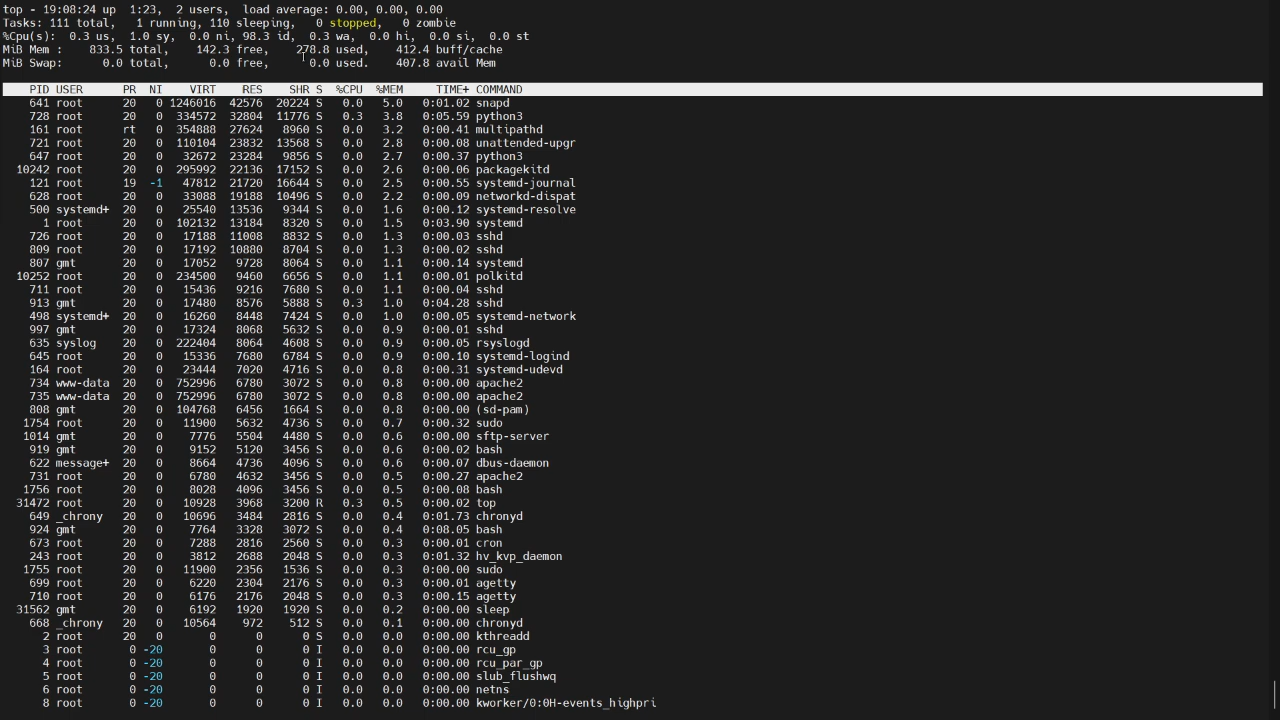 top - 19:08:24 up  1:23,  2 users,  load average: 0.00, 0.00, 0.00
Tasks: 111 total,   1 running, 110 sleeping,   0 stopped,   0 zombie
%Cpu(s):  0.3 us,  1.0 sy,  0.0 ni, 98.3 id,  0.3 wa,  0.0 hi,  0.0 si,  0.0 st
MiB Mem :    833.5 total,    142.3 free,    278.8 used,    412.4 buff/cache
MiB Swap:      0.0 total,      0.0 free,      0.0 used.    407.8 avail Mem
PID USER PR NI VIRT RES SHR S %CPU %MEM TIME+ COMMAND
641 root 20 0 1246016 42576 20224 S 0.0 5.0 0:01.02 snapd
728 root 20 0 334572 32804 11776 S 0.3 3.8 0:05.59 python3
161 root rt 0 354888 27624 8960 S 0.0 3.2 0:00.41 multipathd
721 root 20 0 110104 23832 13568 S 0.0 2.8 0:00.08 unattended-upgr
647 root 20 0 32672 23284 9856 S 0.0 2.7 0:00.37 python3
10242 root 20 0 295992 22136 17152 S 0.0 2.6 0:00.06 packagekitd
121 root 19 -1 47812 21720 16644 S 0.0 2.5 0:00.55 systemd-journal
628 root 20 0 33088 19188 10496 S 0.0 2.2 0:00.09 networkd-dispat
500 systemd+ 20 0 25540 13536 9344 S 0.0 1.6 0:00.12 systemd-resolve
1 root 20 0 102132 13184 8320 S 0.0 1.5 0:03.90 systemd
726 root 20 0 17188 11008 8832 S 0.0 1.3 0:00.03 sshd
809 root 20 0 17192 10880 8704 S 0.0 1.3 0:00.02 sshd
807 gmt 20 0 17052 9728 8064 S 0.0 1.1 0:00.14 systemd
10252 root 20 0 234500 9460 6656 S 0.0 1.1 0:00.01 polkitd
711 root 20 0 15436 9216 7680 S 0.0 1.1 0:00.04 sshd
913 gmt 20 0 17480 8576 5888 S 0.3 1.0 0:04.28 sshd
498 systemd+ 20 0 16260 8448 7424 S 0.0 1.0 0:00.05 systemd-network
997 gmt 20 0 17324 8068 5632 S 0.0 0.9 0:00.01 sshd
635 syslog 20 0 222404 8064 4608 S 0.0 0.9 0:00.05 rsyslogd
645 root 20 0 15336 7680 6784 S 0.0 0.9 0:00.10 systemd-logind
164 root 20 0 23444 7020 4716 S 0.0 0.8 0:00.31 systemd-udevd
734 www-data 20 0 752996 6780 3072 S 0.0 0.8 0:00.00 apache2
735 www-data 20 0 752996 6780 3072 S 0.0 0.8 0:00.00 apache2
808 gmt 20 0 104768 6456 1664 S 0.0 0.8 0:00.00 (sd-pam)
1754 root 20 0 11900 5632 4736 S 0.0 0.7 0:00.32 sudo
1014 gmt 20 0 7776 5504 4480 S 0.0 0.6 0:00.00 sftp-server
919 gmt 20 0 9152 5120 3456 S 0.0 0.6 0:00.02 bash
622 message+ 20 0 8664 4736 4096 S 0.0 0.6 0:00.07 dbus-daemon
731 root 20 0 6780 4632 3456 S 0.0 0.5 0:00.27 apache2
1756 root 20 0 8028 4096 3456 S 0.0 0.5 0:00.08 bash
31472 root 20 0 10928 3968 3200 R 0.3 0.5 0:00.02 top
649 _chrony 20 0 10696 3484 2816 S 0.0 0.4 0:01.73 chronyd
924 gmt 20 0 7764 3328 3072 S 0.0 0.4 0:08.05 bash
673 root 20 0 7288 2816 2560 S 0.0 0.3 0:00.01 cron
243 root 20 0 3812 2688 2048 S 0.0 0.3 0:01.32 hv_kvp_daemon
1755 root 20 0 11900 2356 1536 S 0.0 0.3 0:00.00 sudo
699 root 20 0 6220 2304 2176 S 0.0 0.3 0:00.01 agetty
710 root 20 0 6176 2176 2048 S 0.0 0.3 0:00.15 agetty
31562 gmt 20 0 6192 1920 1920 S 0.0 0.2 0:00.00 sleep
668 _chrony 20 0 10564 972 512 S 0.0 0.1 0:00.00 chronyd
2 root 20 0 0 0 0 S 0.0 0.0 0:00.00 kthreadd
3 root 0 -20 0 0 0 I 0.0 0.0 0:00.00 rcu_gp
4 root 0 -20 0 0 0 I 0.0 0.0 0:00.00 rcu_par_gp
5 root 0 -20 0 0 0 I 0.0 0.0 0:00.00 slub_flushwq
6 root 0 -20 0 0 0 I 0.0 0.0 0:00.00 netns
8 root 0 -20 0 0 0 I 0.0 0.0 0:00.00 kworker/0:0H-events_highpri